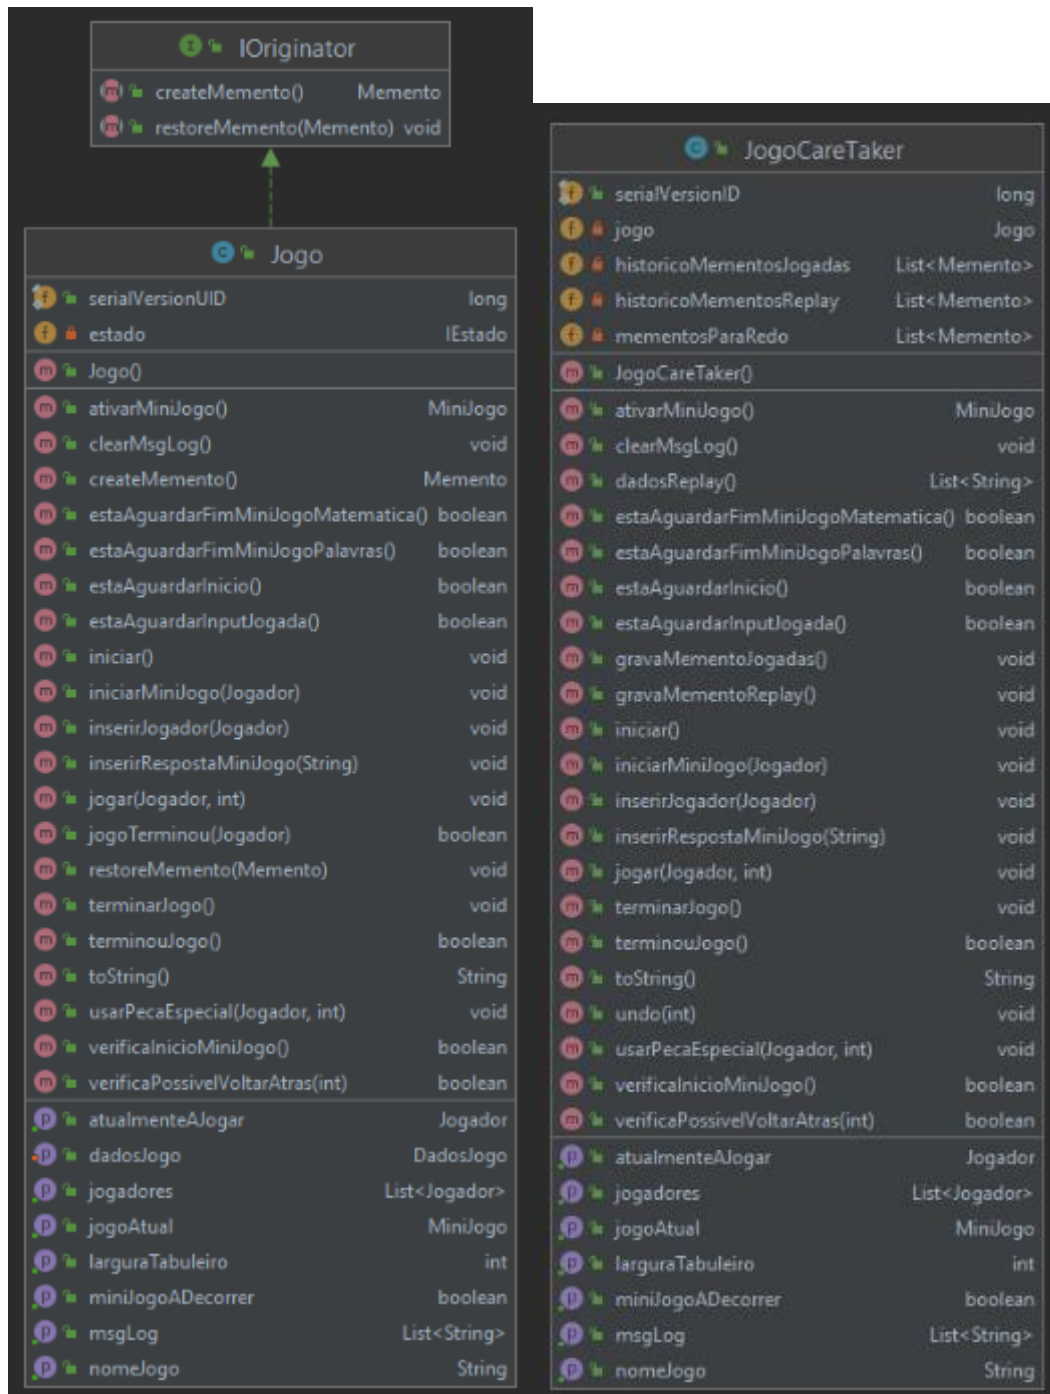 IOriginator
createMemento() Memento
restoreMemento(Memento) void
Jogo
serialVersionUID long
estado IEstado
Jogo()
ativarMiniJogo() MiniJogo
clearMsgLog() void
createMemento() Memento
estaAguardarFimMiniJogoMatematica() boolean
estaAguardarFimMiniJogoPalavras() boolean
estaAguardarInicio() boolean
estaAguardarInputJogada() boolean
iniciar() void
iniciarMiniJogo(Jogador) void
inserirJogador(Jogador) void
inserirRespostaMiniJogo(String) void
jogar(Jogador, int) void
jogoTerminou(Jogador) boolean
restoreMemento(Memento) void
terminarJogo() void
terminouJogo() boolean
toString() String
usarPecaEspecial(Jogador, int) void
verificaInicioMiniJogo() boolean
verificaPossivelVoltarAtras(int) boolean
atualmenteAJogar Jogador
dadosJogo DadosJogo
jogadores List<Jogador>
jogoAtual MiniJogo
larguraTabuleiro int
miniJogoADecorrer boolean
msgLog List<String>
nomeJogo String
JogoCareTaker
serialVersionID long
jogo Jogo
historicoMementosJogadas List<Memento>
historicoMementosReplay List<Memento>
mementosParaRedo List<Memento>
JogoCareTaker()
ativarMiniJogo() MiniJogo
clearMsgLog() void
dadosReplay() List<String>
estaAguardarFimMiniJogoMatematica() boolean
estaAguardarFimMiniJogoPalavras() boolean
estaAguardarInicio() boolean
estaAguardarInputJogada() boolean
gravaMementoJogadas() void
gravaMementoReplay() void
iniciar() void
iniciarMiniJogo(Jogador) void
inserirJogador(Jogador) void
inserirRespostaMiniJogo(String) void
jogar(Jogador, int) void
terminarJogo() void
terminouJogo() boolean
toString() String
undo(int) void
usarPecaEspecial(Jogador, int) void
verificaInicioMiniJogo() boolean
verificaPossivelVoltarAtras(int) boolean
atualmenteAJogar Jogador
jogadores List<Jogador>
jogoAtual MiniJogo
larguraTabuleiro int
miniJogoADecorrer boolean
msgLog List<String>
nomeJogo String